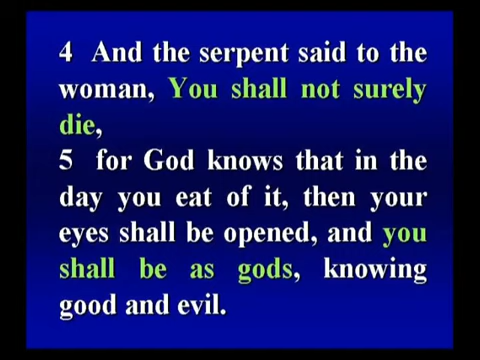 4 And the serpent said to the
woman, You shall not surely
die,
5 for God knows that in the
day you eat of it, then your
eyes shall be opened, and you
shall be as gods, knowing
good and evil.